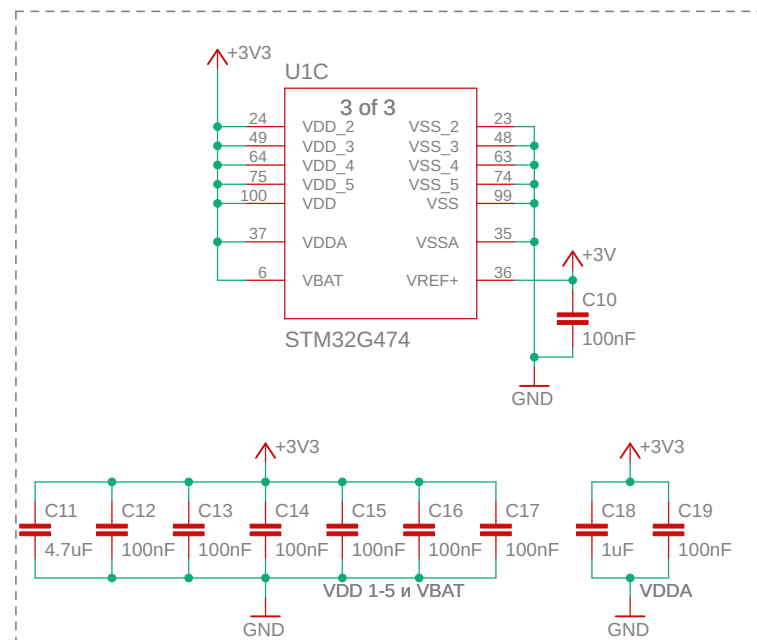 +3V3
U1C
3 of 3
24 VDD_2 VSS_2 23
49 VDD_3 VSS_3 48
64 VDD_4 VSS_4 63
75 VDD_5 VSS_5 74
100 VDD VSS 99
37 VDDA VSSA 35
+3V
6 VBAT VREF+ 36
C10
STM32G474 100nF
GND
+3V3 +3V3
C11 C12 C13 C14 C15 C16 C17 C18 C19
4.7uF 100nF 100nF 100nF 100nF 100nF 100nF 1uF 100nF
VDD 1-5 и VBAT VDDA
GND GND